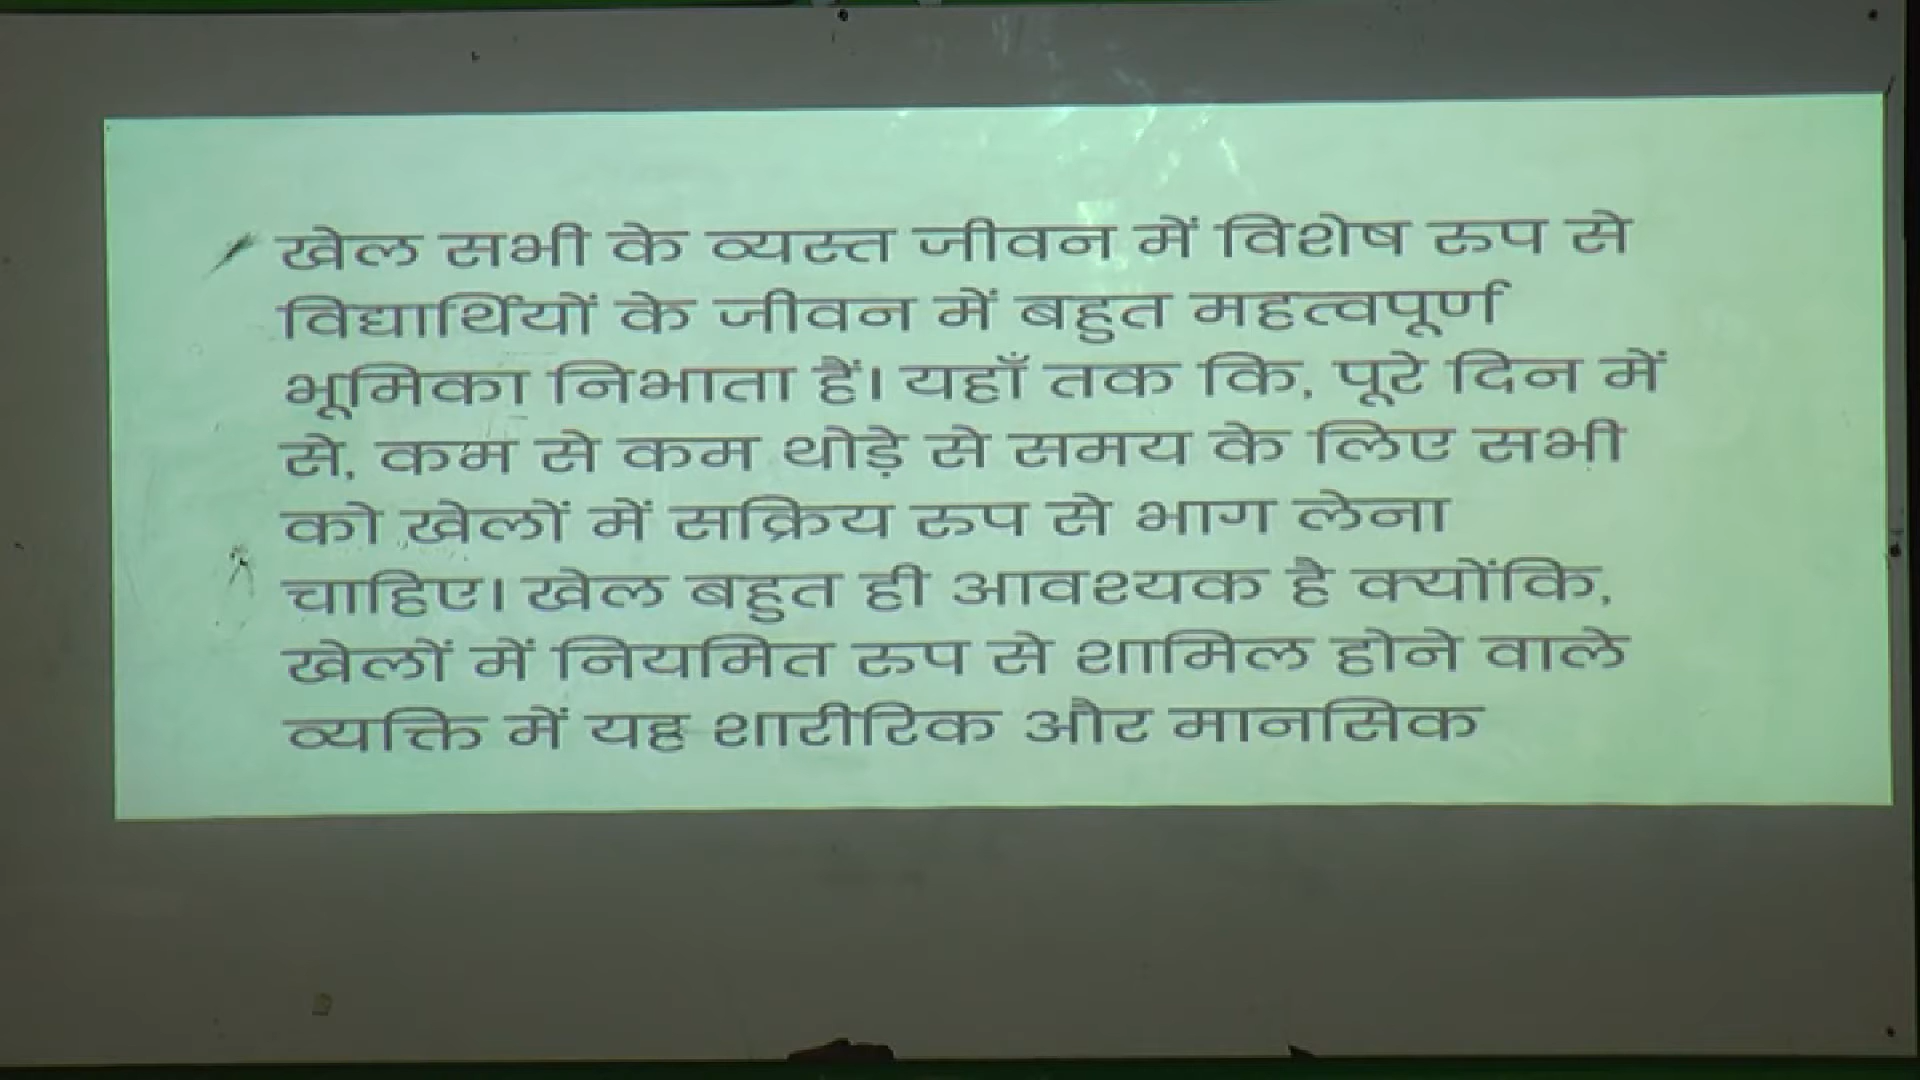 खेल सभी के व्यस्त जीवन में विशेष रुप से
विद्यार्थियों के जीवन में बहुत महत्वपूर्ण
भूमिका निभाता हैं। यहाँ तक कि, पूरे दिन में
से, कम से कम थोड़े से समय के लिए सभी
को खेलों में सक्रिय रुप से भाग लेना
चाहिए। खेल बहुत ही आवश्यक है क्योंकि,
खेलों में नियमित रुप से शामिल होने वाले
व्यक्ति में यह शारीरिक और मानसिक